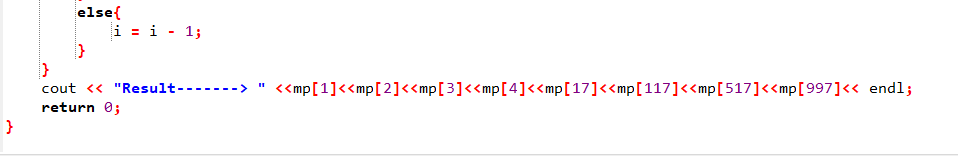 else{
i = i - 1;
}
}
cout << "Result-------> " <<mp[1]<<mp[2]<<mp[3]<<mp[4]<<mp[17]<<mp[117]<<mp[517]<<mp[997]<< endl;
return 0;
}